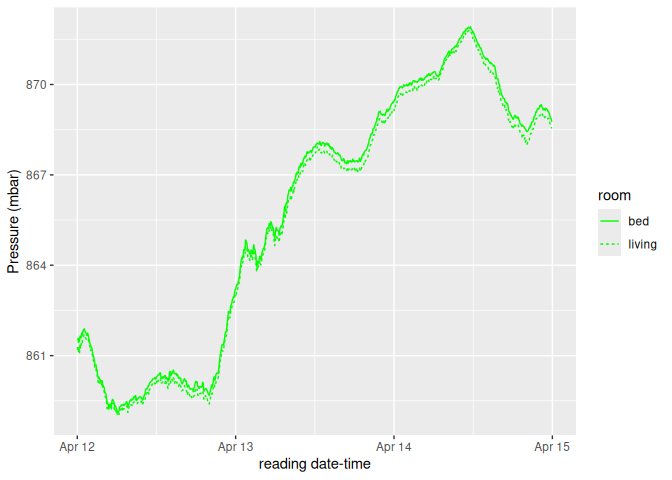 870
867
864
861
Pressure (mbar)
Apr 12
Apr 13
Apr 14
Apr 15
reading date-time
room
bed
living